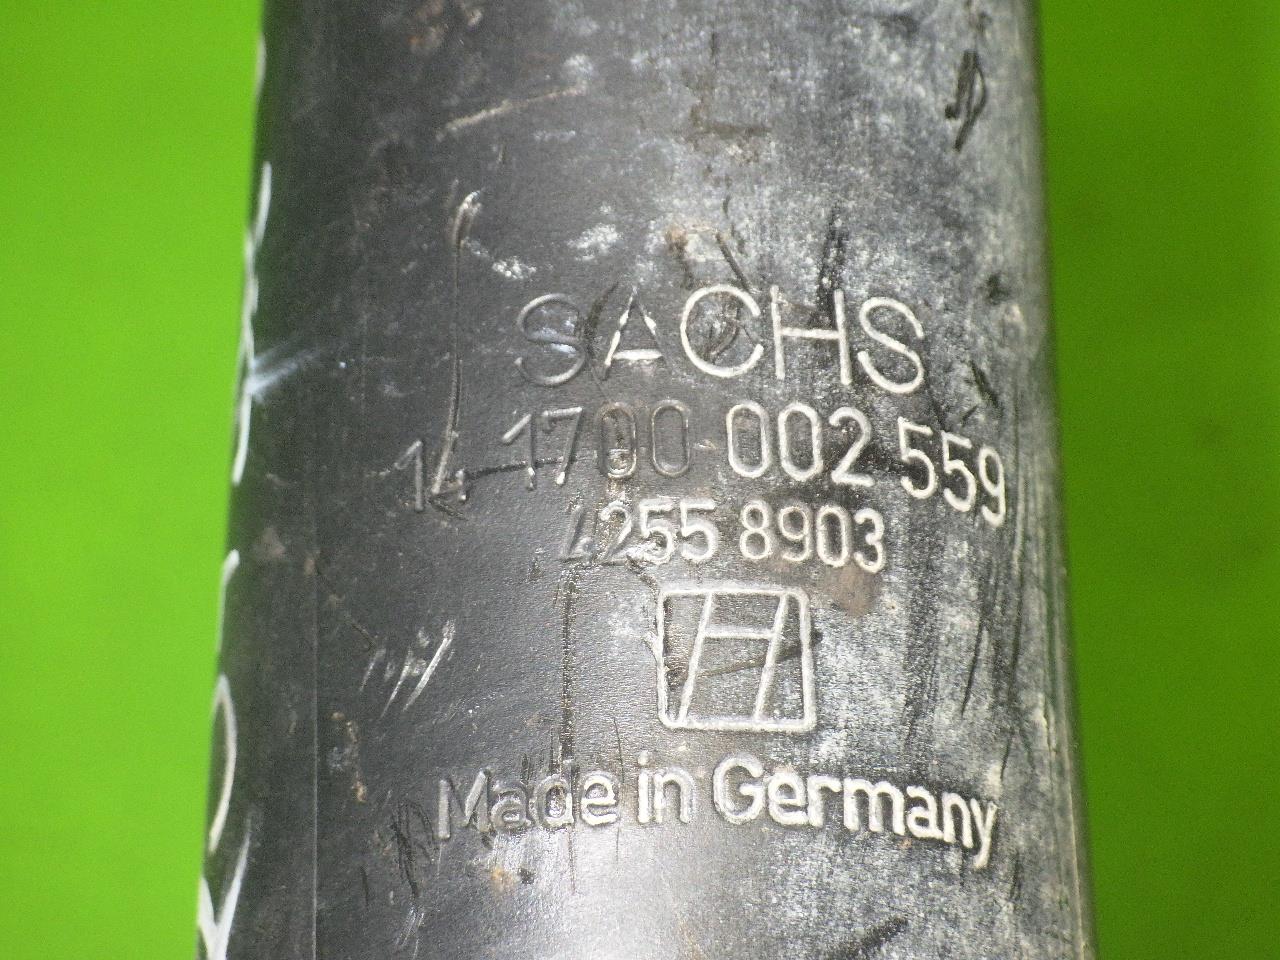 SACHS
14 1700 002 559
4255 8903
H
Made in Germany